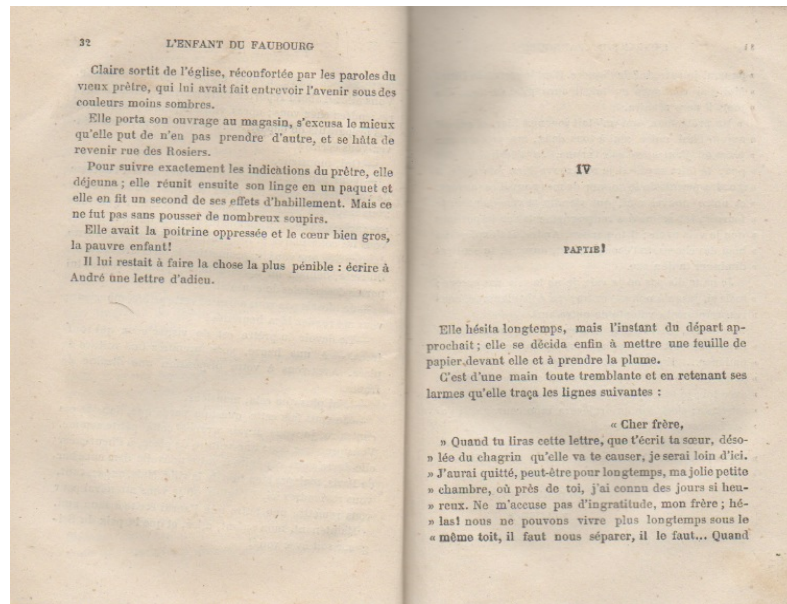 32 L'ENFANT DU FAUBOURG
Claire sortit de l'église, réconfortée par les paroles du
vieux prêtre, qui lui avait fait entrevoir l'avenir sous des
couleurs moins sombres.
Elle porta son ouvrage au magasin, s'excusa le mieux
qu'elle put de n'en pas prendre d'autre, et se hâta de
revenir rue des Rosiers.
Pour suivre exactement les indications du prêtre, elle
déjeuna ; elle réunit ensuite son linge en un paquet et
elle en fit un second de ses effets d'habillement. Mais ce
ne fut pas sans pousser de nombreux soupirs.
Elle avait la poitrine oppressée et le cœur bien gros,
la pauvre enfant!
Il lui restait à faire la chose la plus pénible : écrire à
André une lettre d'adieu.
IV
PARTIE!
Elle hésita longtemps, mais l'instant du départ ap-
prochait ; elle se décida enfin à mettre une feuille de
papier devant elle et à prendre la plume.
C'est d'une main toute tremblante et en retenant ses
larmes qu'elle traça les lignes suivantes :
« Cher frère,
» Quand tu liras cette lettre, que t'écrit ta sœur, déso-
» lée du chagrin qu'elle va te causer, je serai loin d'ici.
» J'aurai quitté, peut-être pour longtemps, ma jolie petite
» chambre, où près de toi, j'ai connu des jours si heu-
» reux. Ne m'accuse pas d'ingratitude, mon frère ; hé-
» las! nous ne pouvons vivre plus longtemps sous le
« même toit, il faut nous séparer, il le faut... Quand